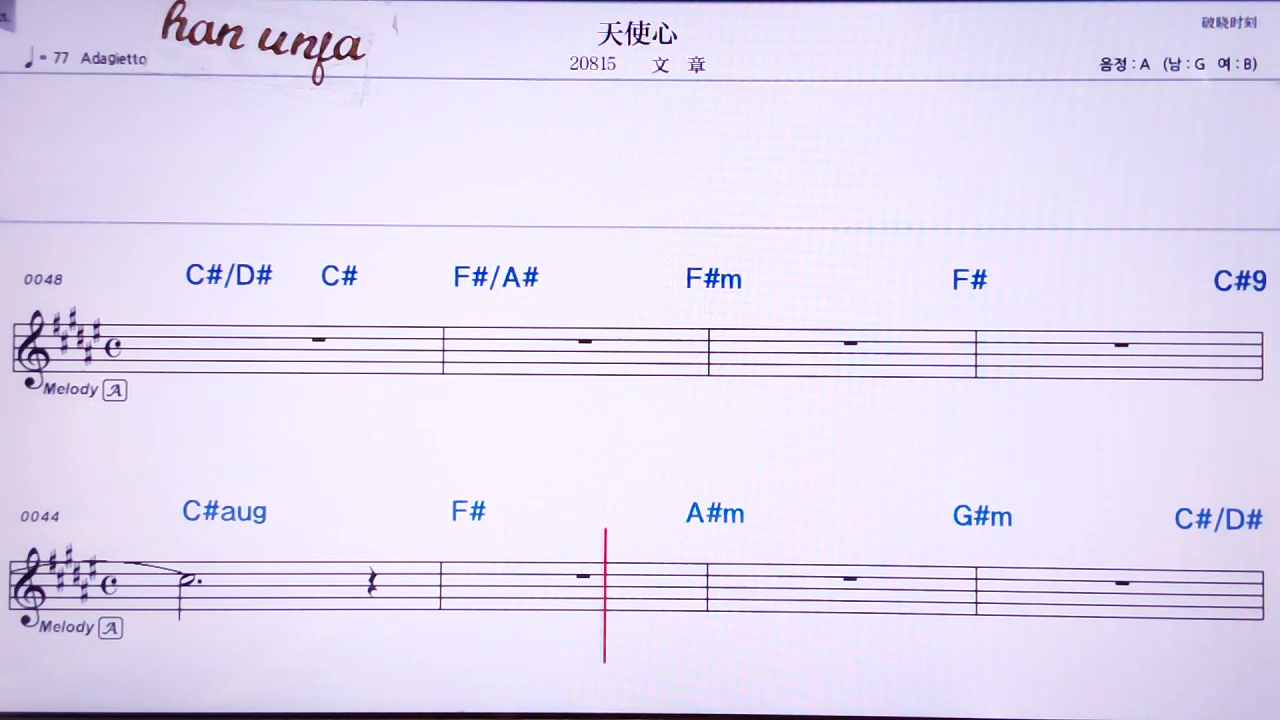 han unfa
天使心
破晓时刻
♩ = 77 Adagietto
20815 文 章
음정 : A (남 : G 여 : B)
0048
C#/D# C# F#/A# F#m F# C#9
Melody A
0044
C#aug F# A#m G#m C#/D#
Melody A